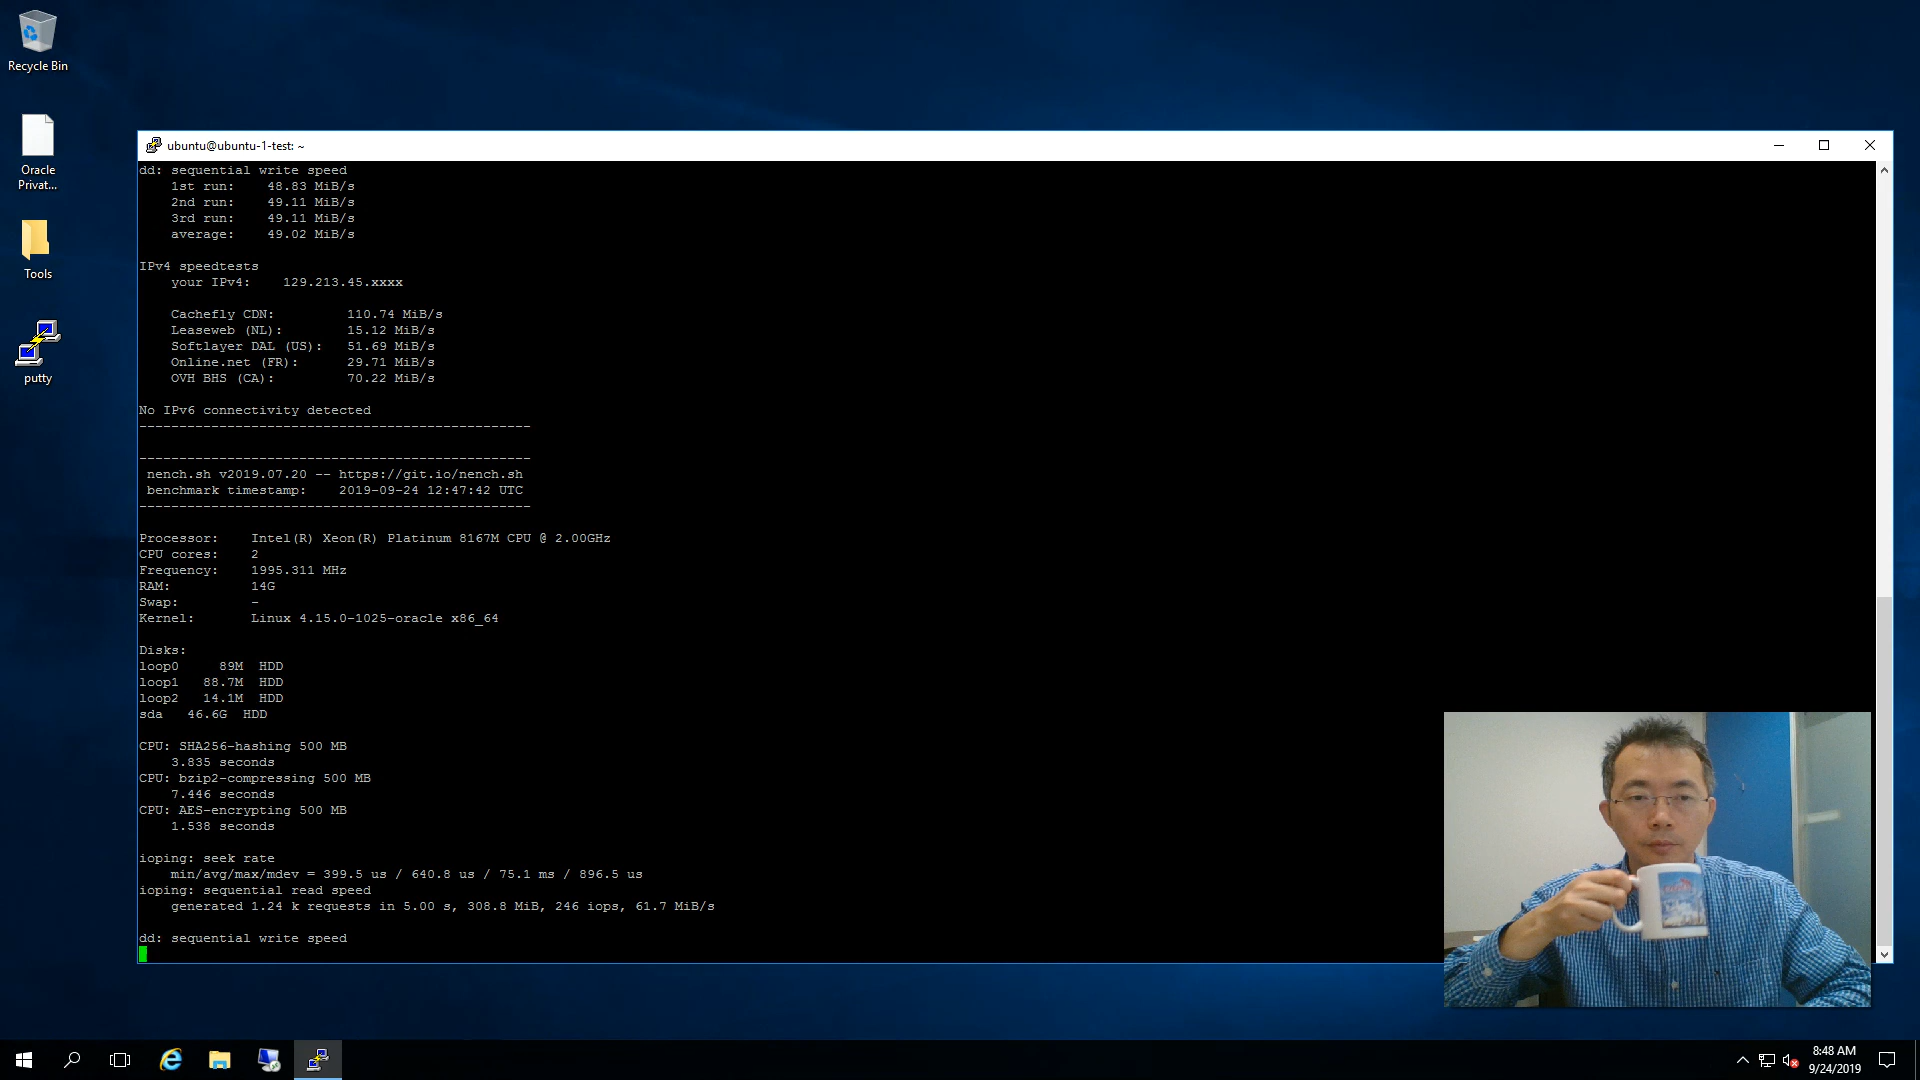 Recycle Bin
Oracle
Privat...
Tools
putty
ubuntu@ubuntu-1-test: ~
dd: sequential write speed
1st run: 48.83 MiB/s
2nd run: 49.11 MiB/s
3rd run: 49.11 MiB/s
average: 49.02 MiB/s
IPv4 speedtests
your IPv4: 129.213.45.xxxx
Cachefly CDN: 110.74 MiB/s
Leaseweb (NL): 15.12 MiB/s
Softlayer DAL (US): 51.69 MiB/s
Online.net (FR): 29.71 MiB/s
OVH BHS (CA): 70.22 MiB/s
No IPv6 connectivity detected
-------------------------------------------------
-------------------------------------------------
nench.sh v2019.07.20 -- https://git.io/nench.sh
benchmark timestamp: 2019-09-24 12:47:42 UTC
-------------------------------------------------
Processor: Intel(R) Xeon(R) Platinum 8167M CPU @ 2.00GHz
CPU cores: 2
Frequency: 1995.311 MHz
RAM: 14G
Swap: -
Kernel: Linux 4.15.0-1025-oracle x86_64
Disks:
loop0 89M HDD
loop1 88.7M HDD
loop2 14.1M HDD
sda 46.6G HDD
CPU: SHA256-hashing 500 MB
3.835 seconds
CPU: bzip2-compressing 500 MB
7.446 seconds
CPU: AES-encrypting 500 MB
1.538 seconds
ioping: seek rate
min/avg/max/mdev = 399.5 us / 640.8 us / 75.1 ms / 896.5 us
ioping: sequential read speed
generated 1.24 k requests in 5.00 s, 308.8 MiB, 246 iops, 61.7 MiB/s
dd: sequential write speed
8:48 AM
9/24/2019